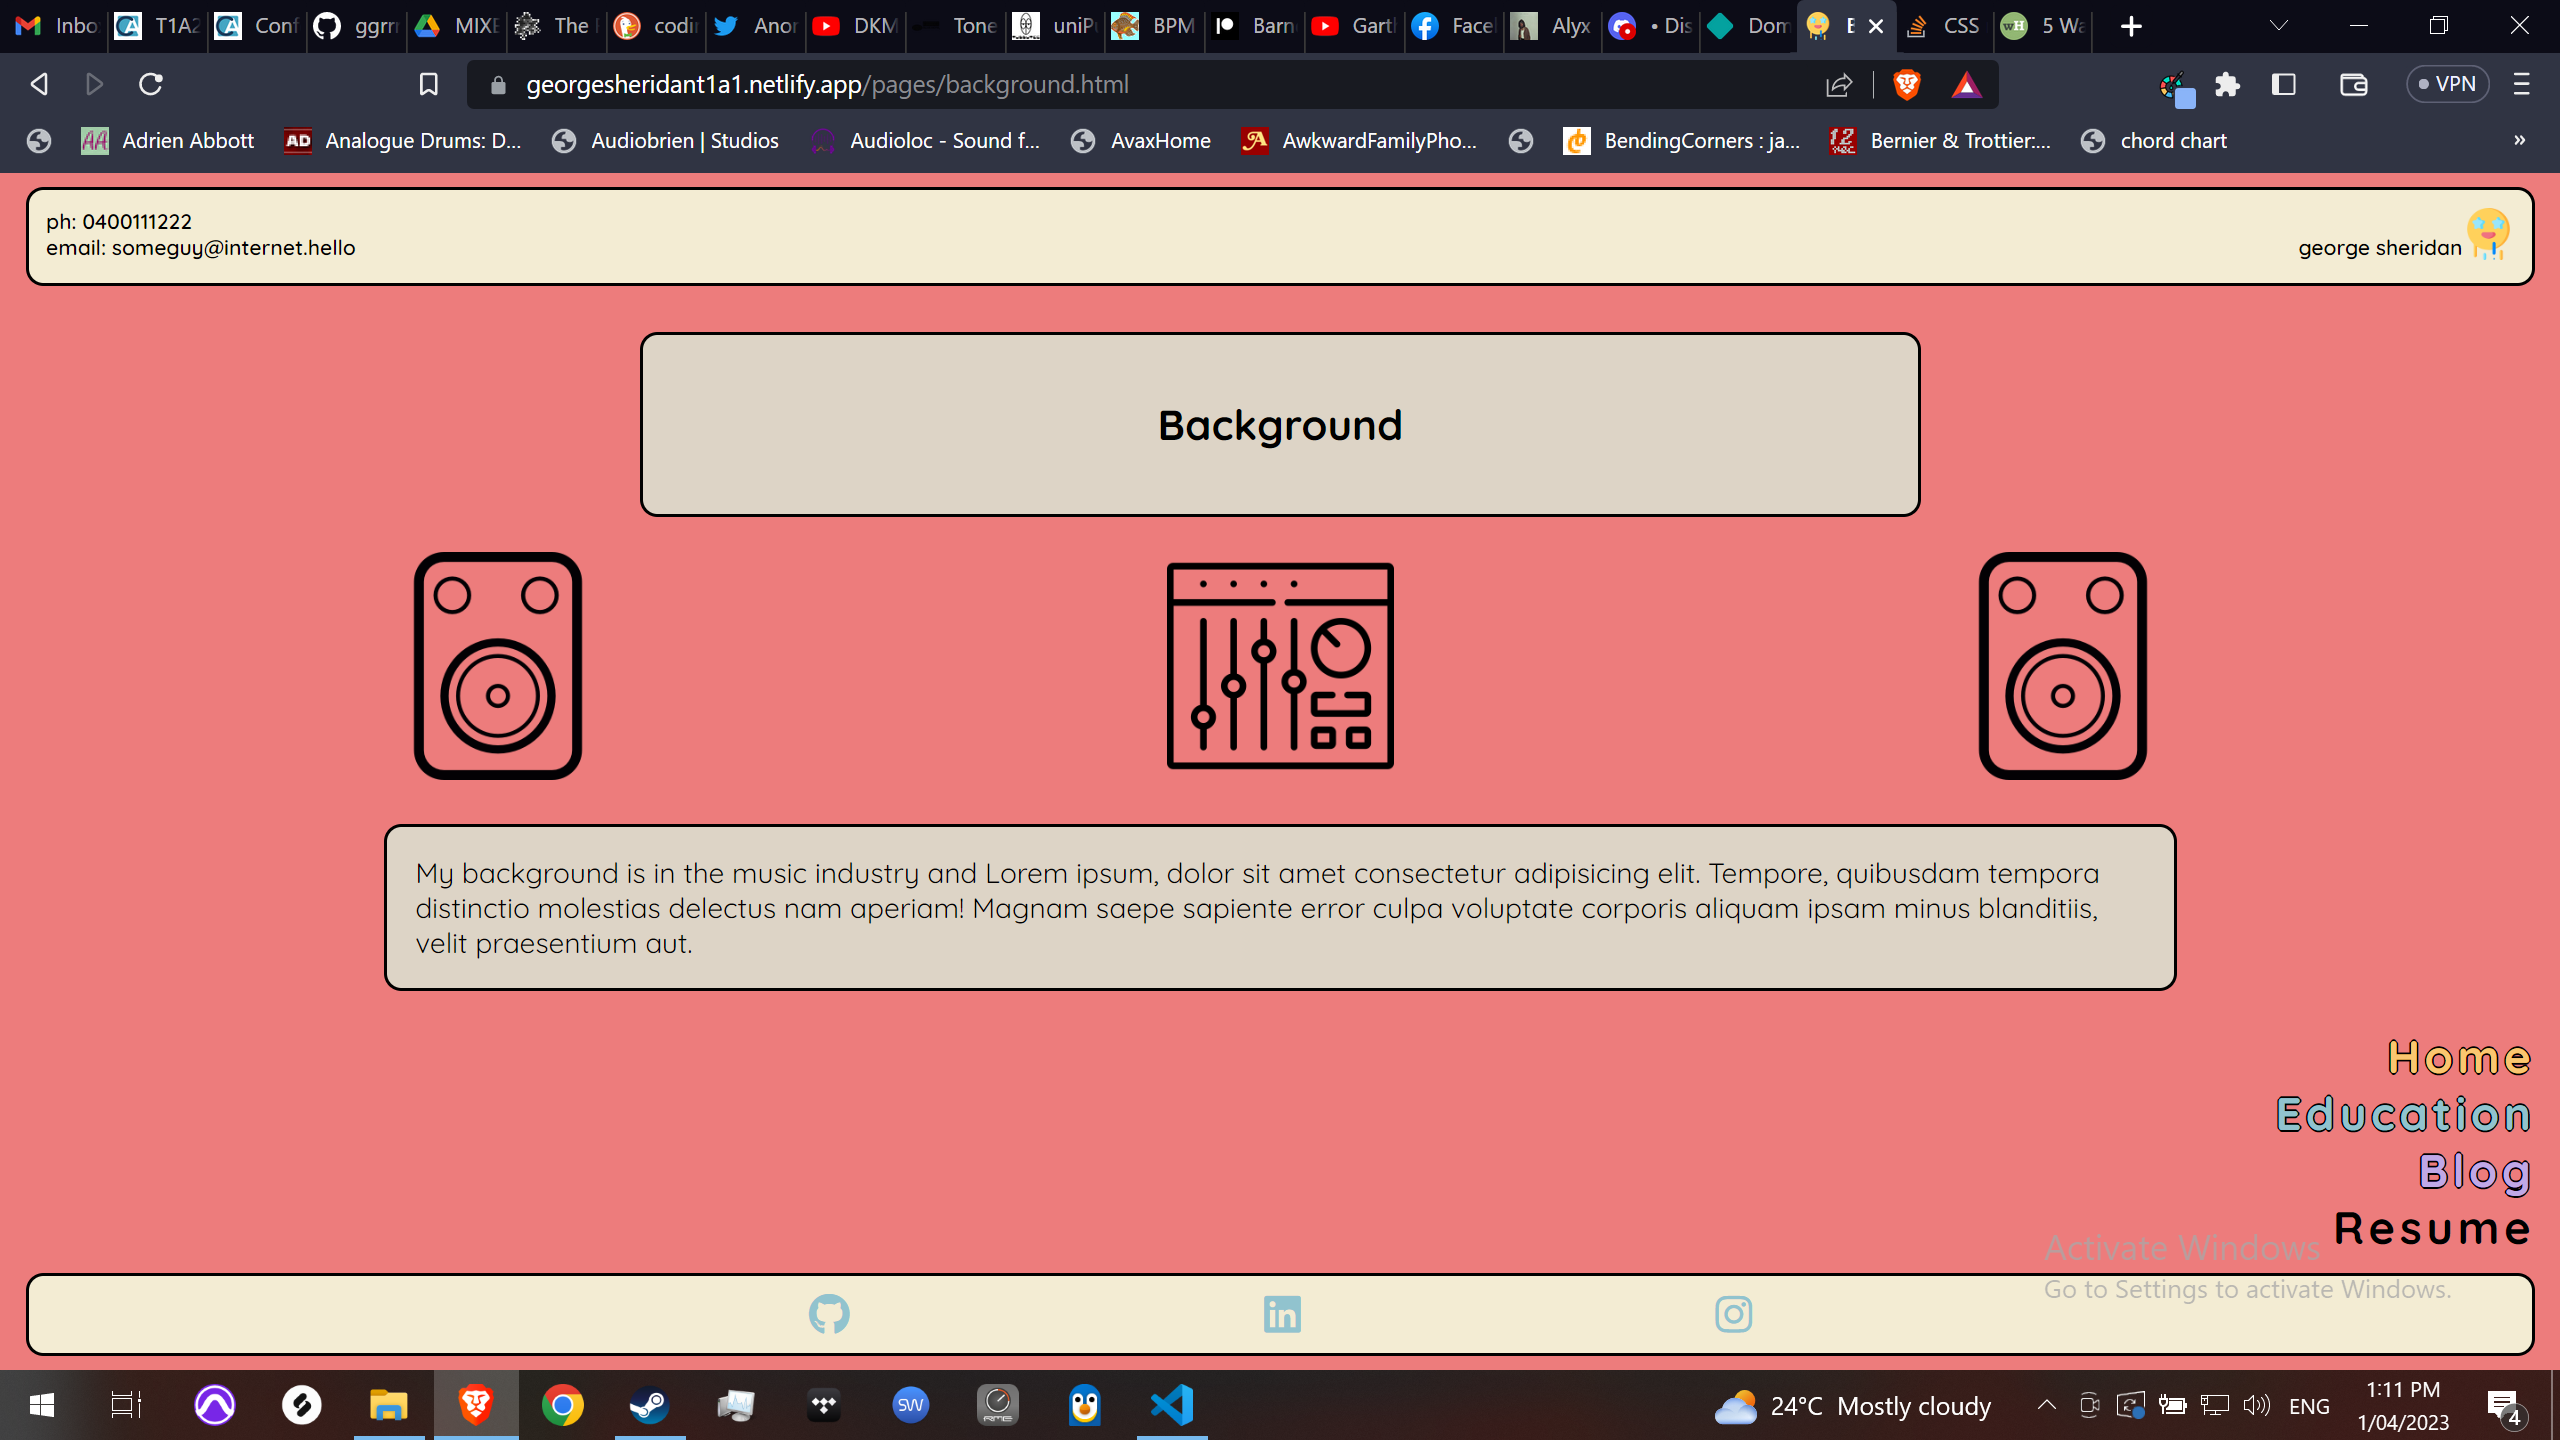 Inbo
T1A2
Conf
ggrrr
MIXE
The
codin
Anor
DKM
Tone
uniPu
BPM
Barn
Garth
Facel
Alyx
• Dis
Dom
CSS
5 Wa
georgesheridant1a1.netlify.app/pages/background.html
VPN
Adrien Abbott
Analogue Drums: D...
Audiobrien | Studios
Audioloc - Sound f...
AvaxHome
AwkwardFamilyPho...
BendingCorners : ja...
Bernier & Trottier:...
chord chart
»
ph: 0400111222
email: someguy@internet.hello
george sheridan
Background
My background is in the music industry and Lorem ipsum, dolor sit amet consectetur adipisicing elit. Tempore, quibusdam tempora
distinctio molestias delectus nam aperiam! Magnam saepe sapiente error culpa voluptate corporis aliquam ipsam minus blanditiis,
velit praesentium aut.
Home
Education
Blog
Resume
Activate Windows
Go to Settings to activate Windows.
24°C Mostly cloudy
ENG
1:11 PM
1/04/2023
4